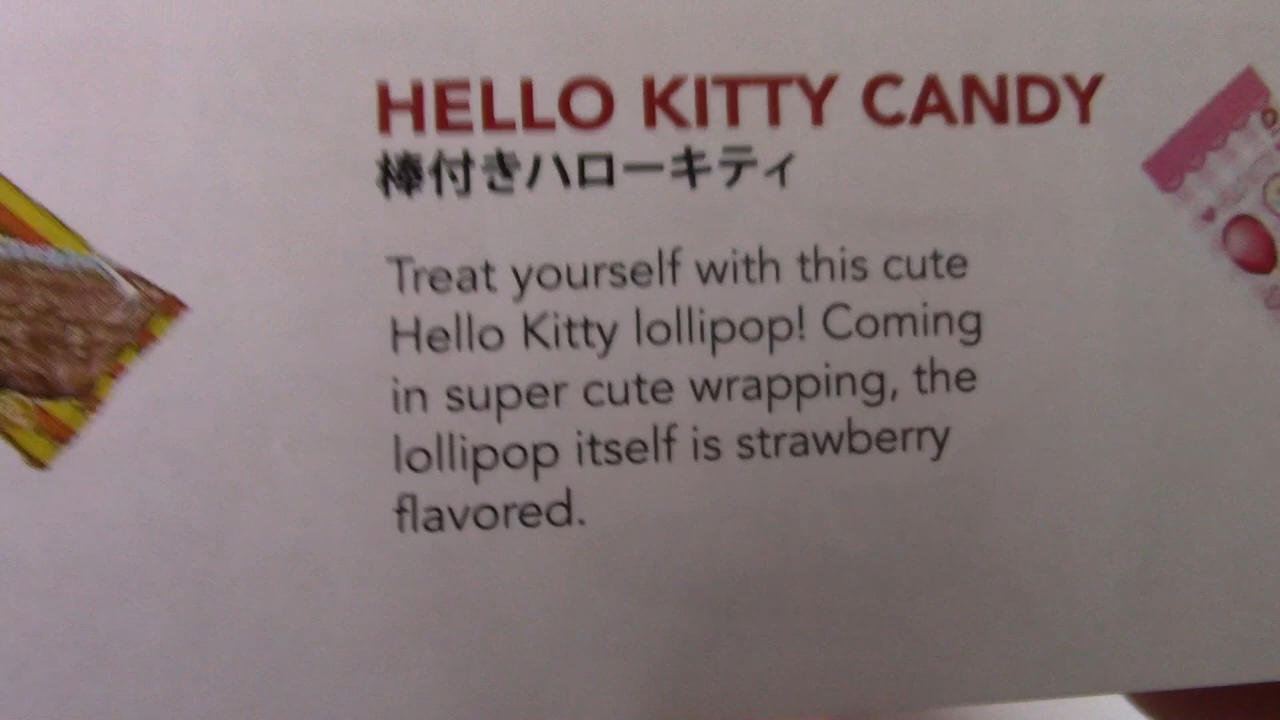 HELLO KITTY CANDY
棒付きハローキティ
Treat yourself with this cute
Hello Kitty lollipop! Coming
in super cute wrapping, the
lollipop itself is strawberry
flavored.